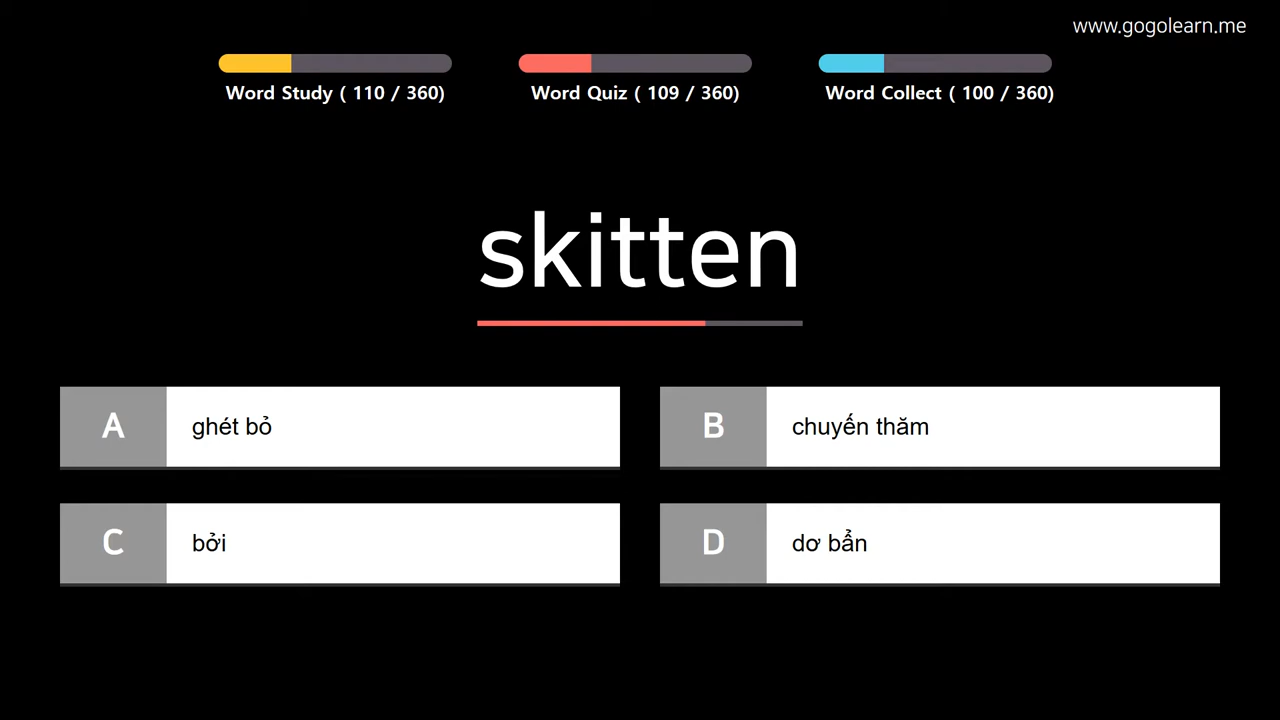 www.gogolearn.me
Word Study ( 110 / 360)
Word Quiz ( 109 / 360)
Word Collect ( 100 / 360)
skitten
A ghét bỏ
B chuyến thăm
C bởi
D dơ bẩn